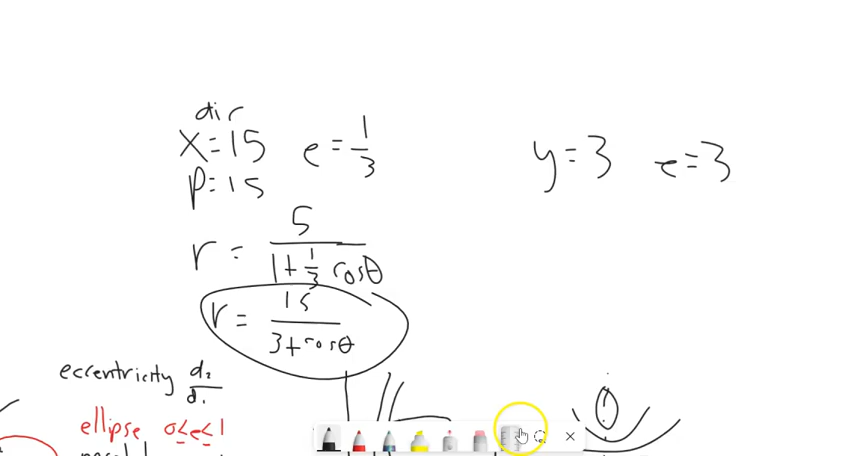 dir
x=15 e=1/3
p=15
r = 5/(1+1/3 cosθ)
r = 15/(3+cosθ)
y=3 e=3
eccentricity d₂/d₁
ellipse 0≤e≤1